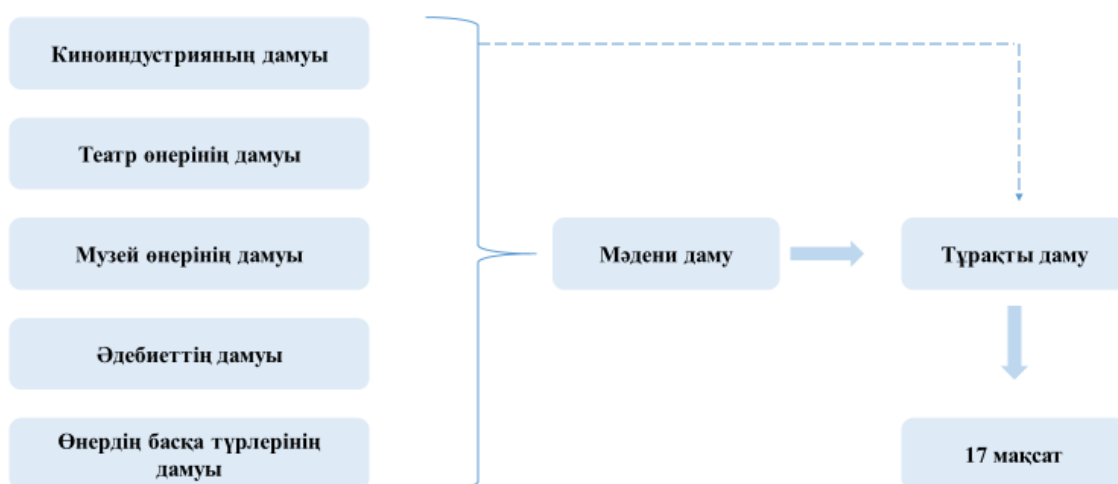 Киноиндустрияның дамуы
Театр өнерінің дамуы
Музей өнерінің дамуы
Мәдени даму
Тұрақты даму
Әдебиеттің дамуы
Өнердің басқа түрлерінің
дамуы
17 мақсат